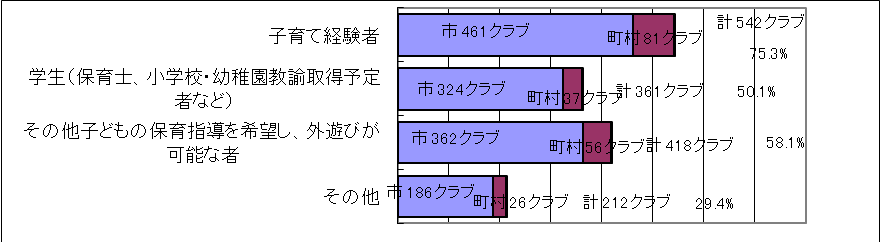 子育て経験者
市461クラブ
町村81クラブ
計542クラブ
75.3%
学生(保育士、小学校・幼稚園教諭取得予定
者など)
市324クラブ
町村37クラブ
計361クラブ
50.1%
その他子どもの保育指導を希望し、外遊びが
可能な者
市362クラブ
町村56クラブ
計418クラブ
58.1%
その他
市186クラブ
町村26クラブ
計212クラブ
29.4%